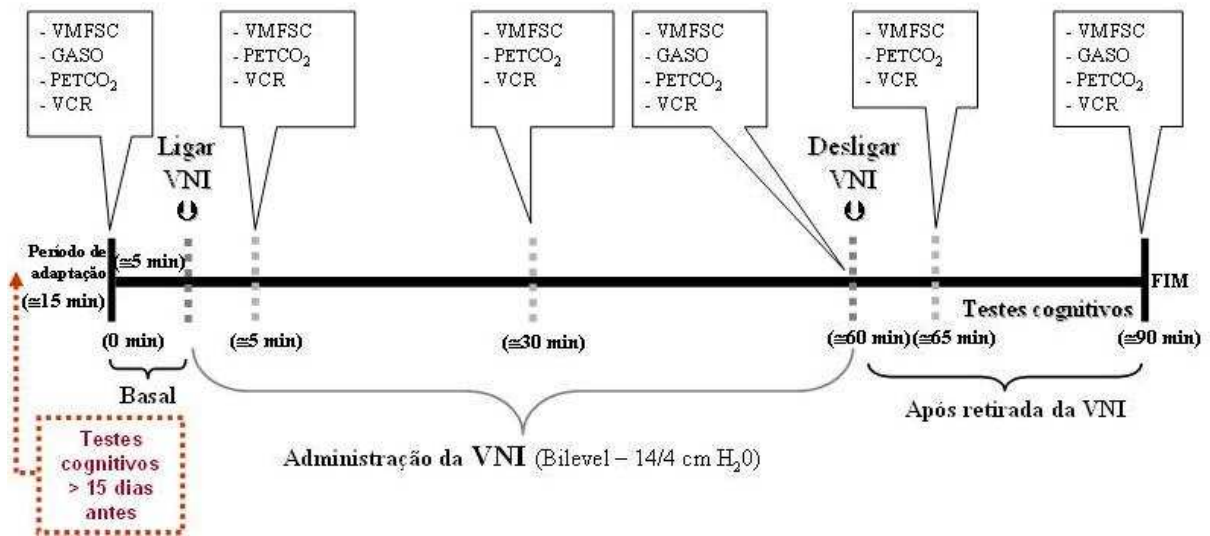 - VMFSC
- GASO
- PETCO₂
- VCR
- VMFSC
- PETCO₂
- VCR
- VMFSC
- PETCO₂
- VCR
- VMFSC
- GASO
- PETCO₂
- VCR
- VMFSC
- PETCO₂
- VCR
- VMFSC
- GASO
- PETCO₂
- VCR
Ligar
VNI
Desligar
VNI
Período de
adaptação
(≅15 min)
(≅5 min)
FIM
Testes cognitivos
(0 min)
(≅5 min)
(≅30 min)
(≅60 min)
(≅65 min)
(≅90 min)
Basal
Administração da VNI (Bilevel – 14/4 cm H₂0)
Após retirada da VNI
Testes
cognitivos
> 15 dias
antes